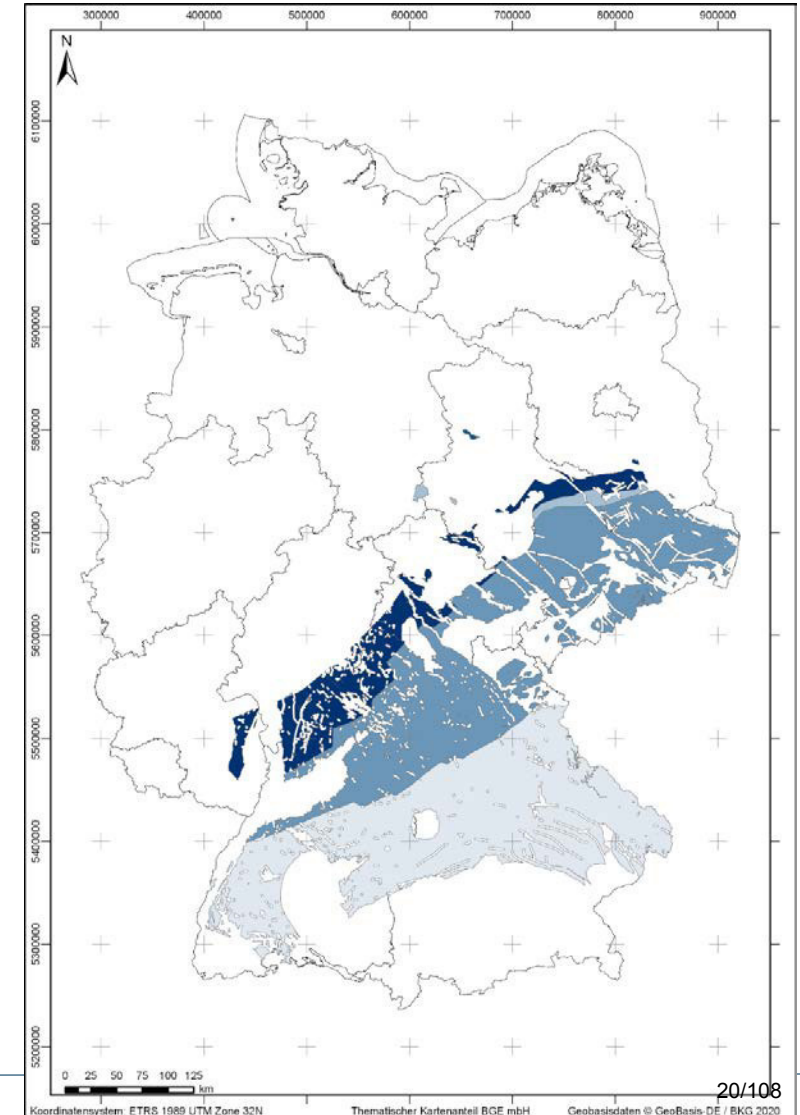 300000 400000 500000 600000 700000 800000 900000
N
6100000
6000000
5900000
5800000
5700000
5600000
5500000
5400000
5300000
5200000
0 25 50 75 100 125
km
20/108
Koordinatensystem: ETRS 1989 UTM Zone 32N Thematischer Kartenanteil BGE mbH Geobasisdaten © GeoBasis-DE / BKG 2020